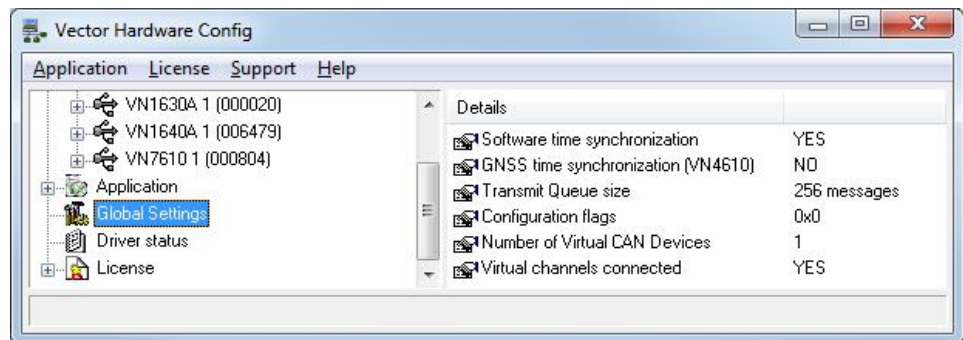 Vector Hardware Config
Application License Support Help
VN1630A 1 (000020)
VN1640A 1 (006479)
VN7610 1 (000804)
Application
Global Settings
Driver status
License
Details
Software time synchronization YES
GNSS time synchronization (VN4610) NO
Transmit Queue size 256 messages
Configuration flags 0x0
Number of Virtual CAN Devices 1
Virtual channels connected YES